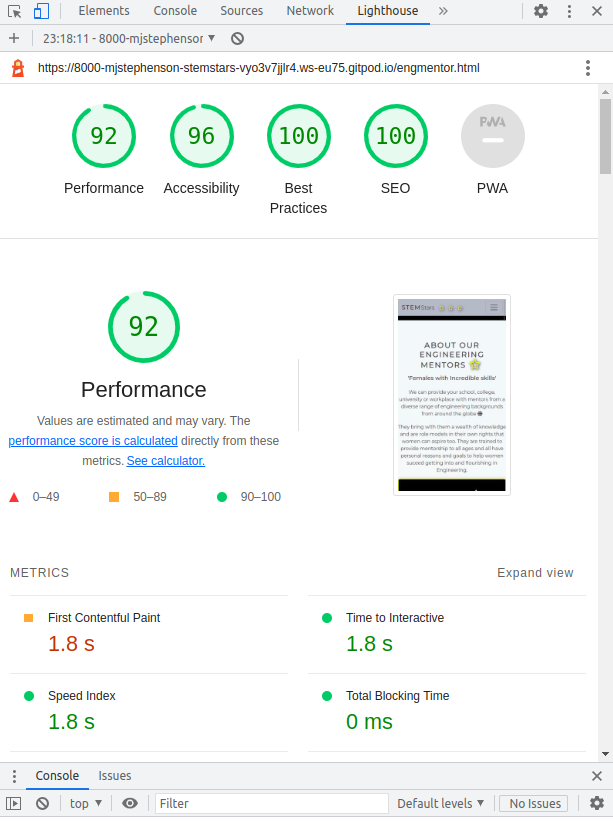 Elements Console Sources Network Lighthouse
23:18:11 - 8000-mjstephensor
https://8000-mjstephenson-stemstars-vyo3v7jjlr4.ws-eu75.gitpod.io/engmentor.html
92 96 100 100 PWA
Performance Accessibility Best Practices SEO PWA
92
Performance
Values are estimated and may vary. The
performance score is calculated directly from these
metrics. See calculator.
0–49 50–89 90–100
STEMStars
ABOUT OUR
ENGINEERING
MENTORS
'Females with Incredible skills'
We can provide your school, college,
university or workplace with mentors from a
diverse range of engineering backgrounds
from around the globe
They bring with them a wealth of knowledge
and are role models in their own rights that
women can aspire too. They are trained to
provide mentorship to all ages and all have
personal reasons and goals to help women
succeed getting into and flourishing in
Engineering.
METRICS Expand view
First Contentful Paint
1.8 s
Time to Interactive
1.8 s
Speed Index
1.8 s
Total Blocking Time
0 ms
Console Issues
top Filter Default levels No Issues